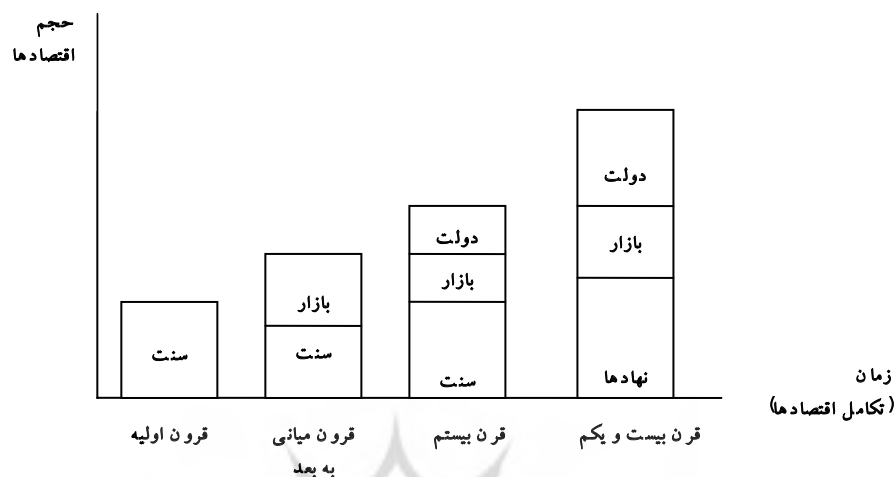 حجم
اقتصادها
دولت
دولت
بازار
بازار
بازار
سنت
سنت
سنت
نهادها
زمان
(تکامل اقتصادها)
قرن بیست و یکم
قرن بیستم
قرون میانی
به بعد
قرون اولیه